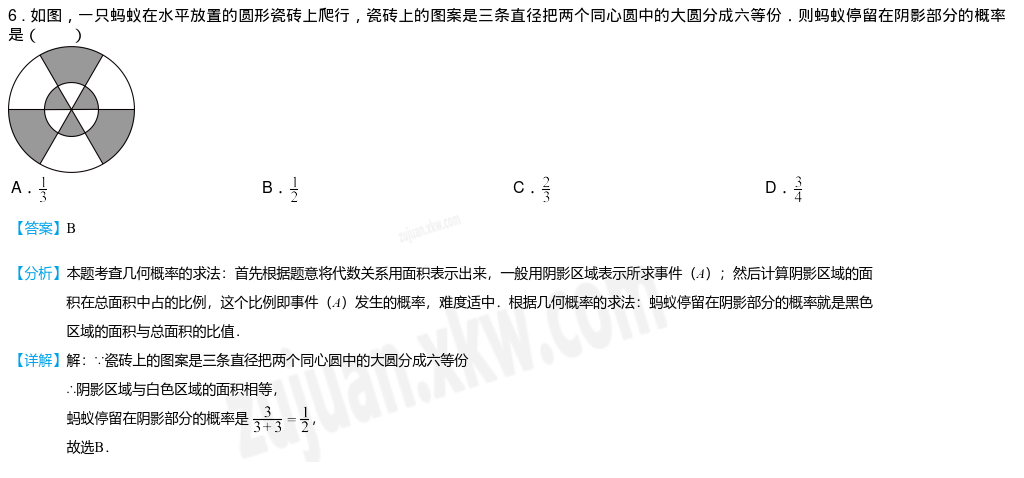 6．如图，一只蚂蚁在水平放置的圆形瓷砖上爬行，瓷砖上的图案是三条直径把两个同心圆中的大圆分成六等份．则蚂蚁停留在阴影部分的概率
是（　　）
A．1/3 B．1/2 C．2/3 D．3/4
【答案】B
zujuan.xkw.com
【分析】本题考查几何概率的求法：首先根据题意将代数关系用面积表示出来，一般用阴影区域表示所求事件（A）；然后计算阴影区域的面
积在总面积中占的比例，这个比例即事件（A）发生的概率，难度适中．根据几何概率的求法：蚂蚁停留在阴影部分的概率就是黑色
区域的面积与总面积的比值．
【详解】解：∵瓷砖上的图案是三条直径把两个同心圆中的大圆分成六等份
∴阴影区域与白色区域的面积相等，
蚂蚁停留在阴影部分的概率是 3/(3+3) = 1/2，
故选B．
zujuan.xkw.com